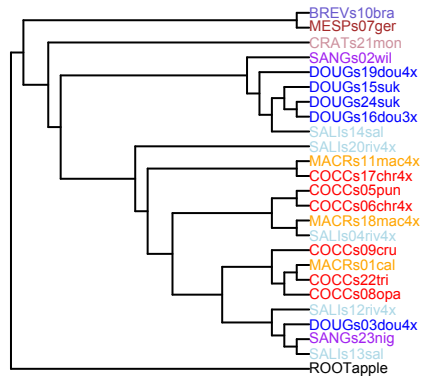 BREVs10bra
MESPs07ger
CRATs21mon
SANGs02wil
DOUGs19dou4x
DOUGs15suk
DOUGs24suk
DOUGs16dou3x
SALIs14sal
SALIs20riv4x
MACRs11mac4x
COCCs17chr4x
COCCs05pun
COCCs06chr4x
MACRs18mac4x
SALIs04riv4x
COCCs09cru
MACRs01cal
COCCs22tri
COCCs08opa
SALIs12riv4x
DOUGs03dou4x
SANGs23nig
SALIs13sal
ROOTapple